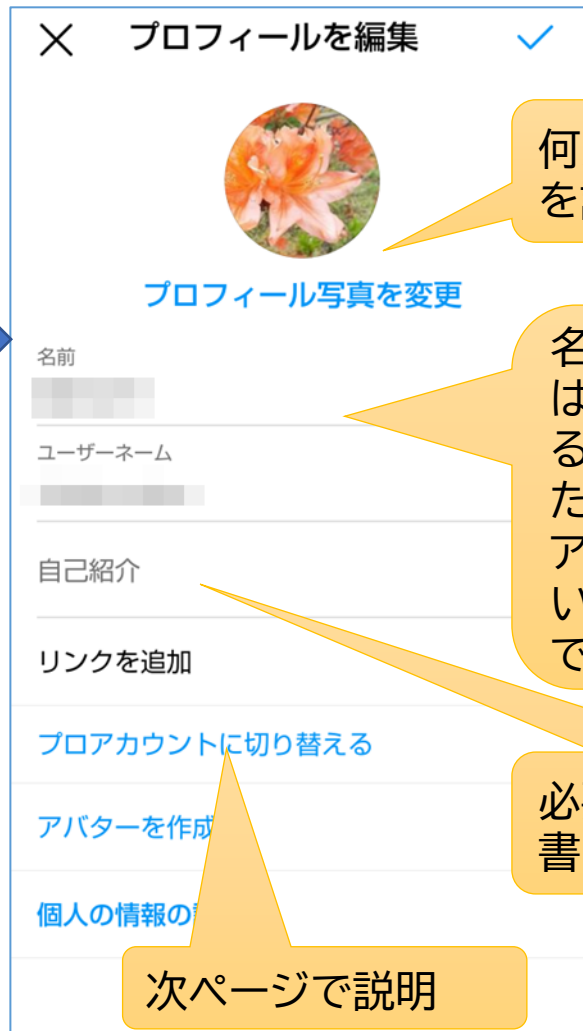 プロフィールを編集
何
を
プロフィール写真を変更
名前
名
は
ユーザーネーム
る
た
ア
い
で
自己紹介
リンクを追加
プロアカウントに切り替える
必
書
アバターを作成
個人の情報の
次ページで説明